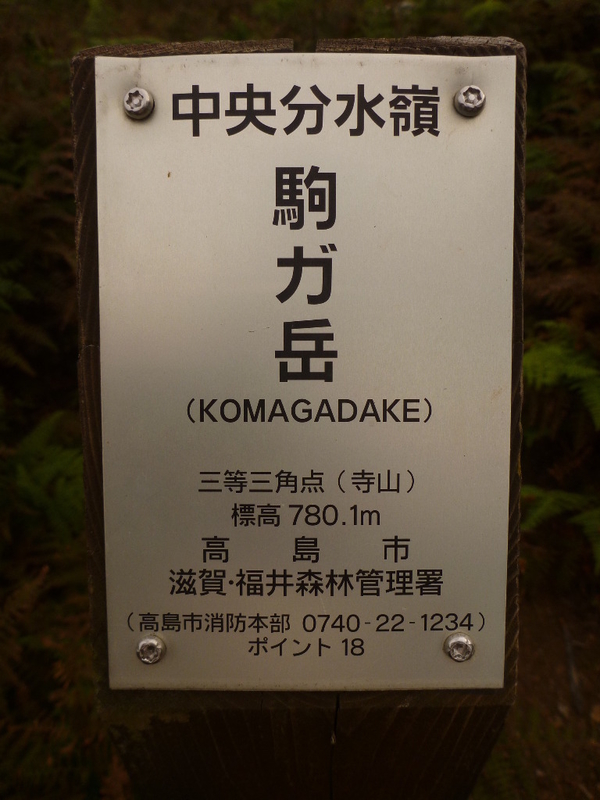 中央分水嶺
駒ガ岳
（KOMAGADAKE）
三等三角点（寺山）
標高 780.1m
高島市
滋賀・福井森林管理署
（高島市消防本部 0740-22-1234）
ポイント 18